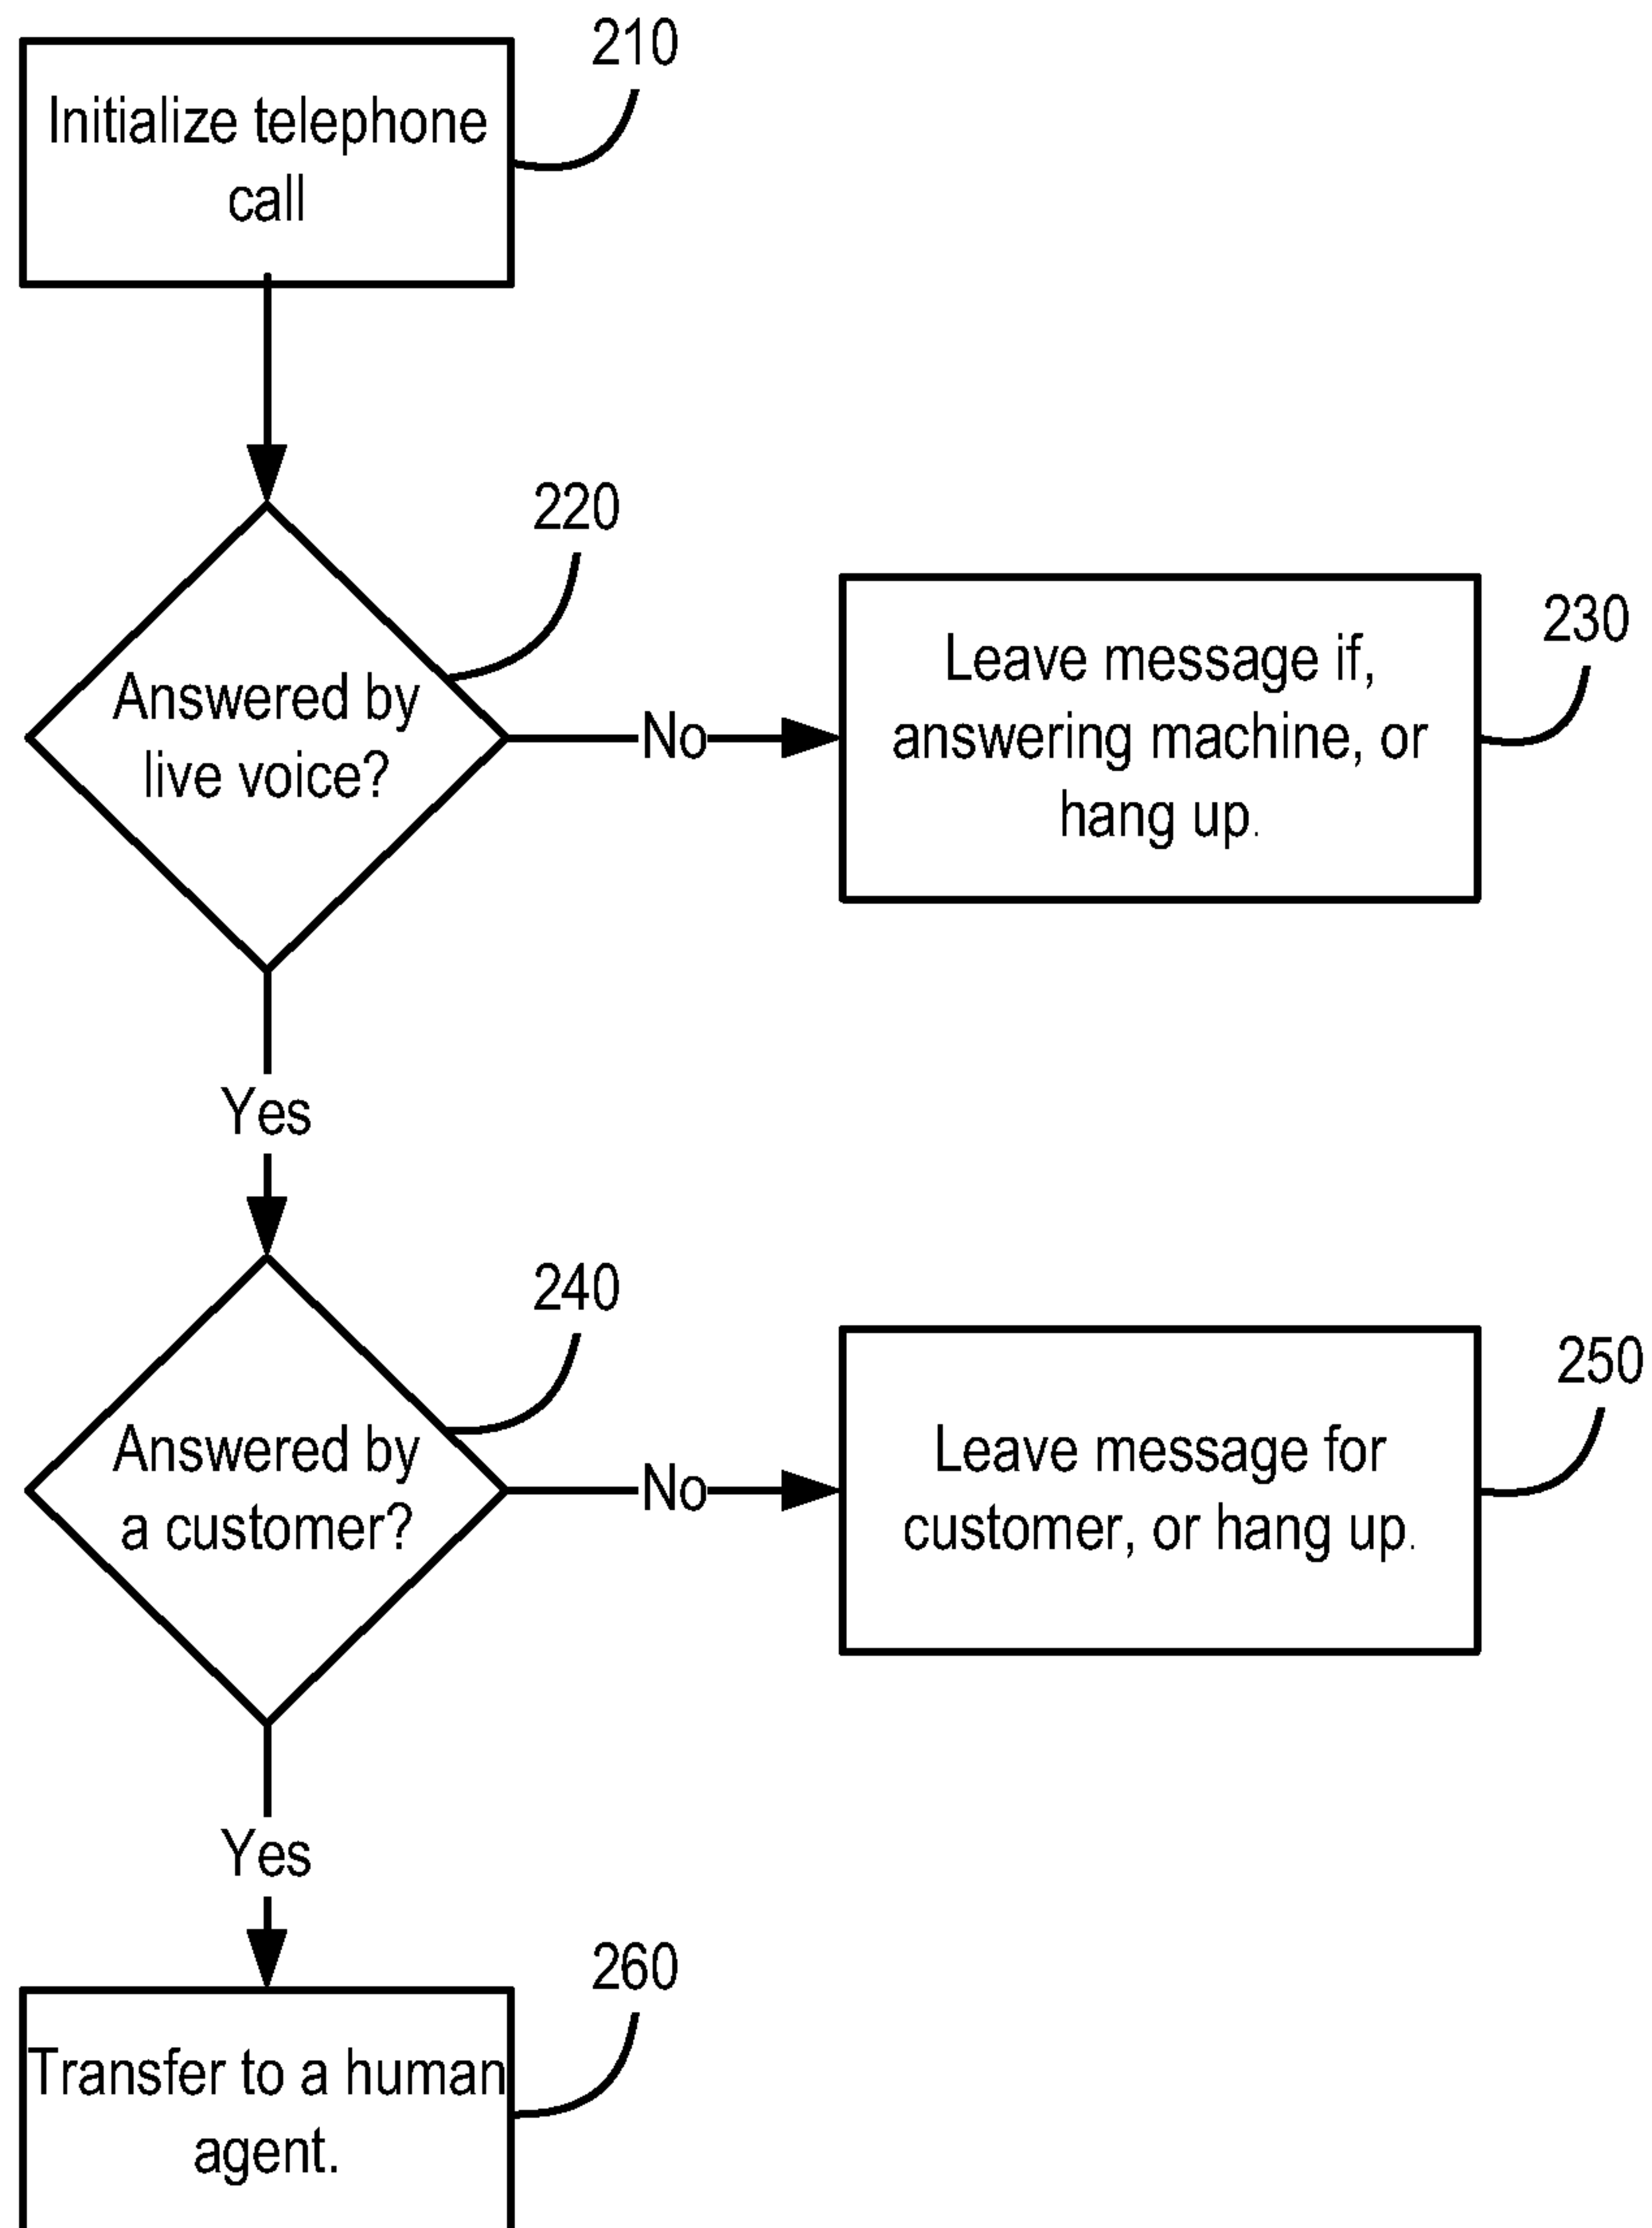 210
Initialize telephone
call
220
Answered by
live voice?
No
230
Leave message if,
answering machine, or
hang up.
Yes
240
Answered by
a customer?
No
250
Leave message for
customer, or hang up.
Yes
260
Transfer to a human
agent.